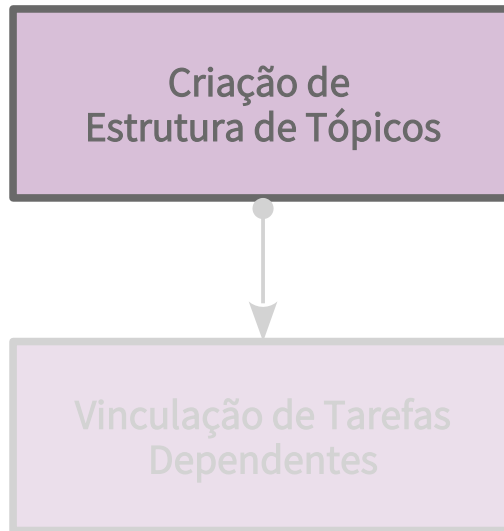 Criação de
Estrutura de Tópicos
Vinculação de Tarefas
Dependentes